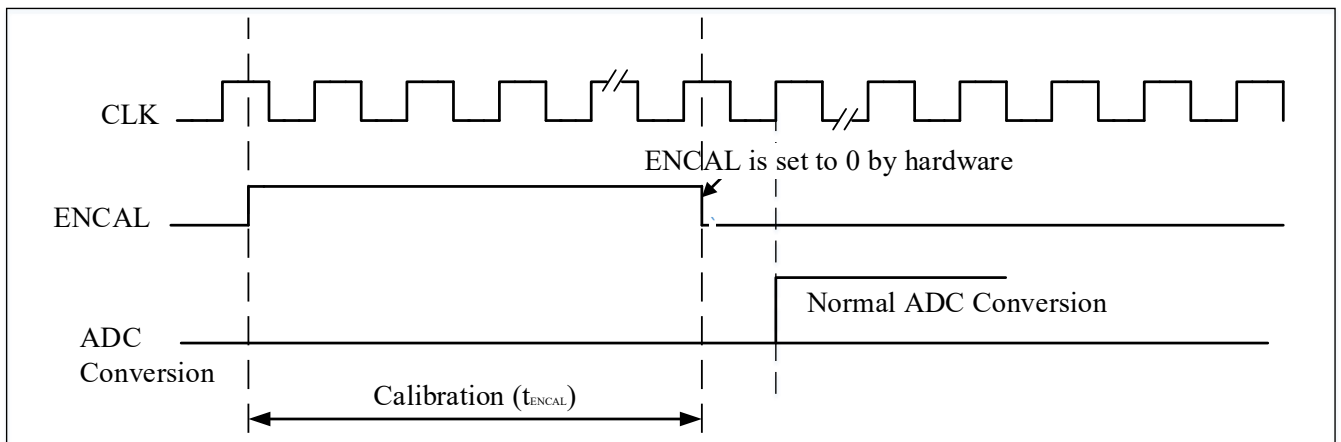 CLK
ENCAL is set to 0 by hardware
ENCAL
Normal ADC Conversion
ADC
Conversion
Calibration (tENCAL)